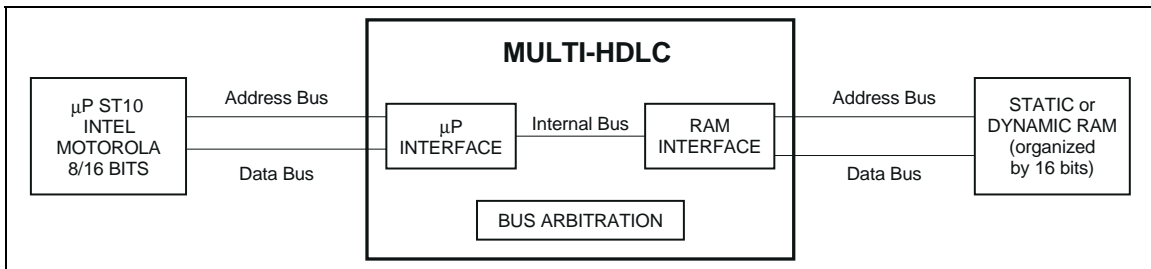 MULTI-HDLC
µP ST10
INTEL
MOTOROLA
8/16 BITS
Address Bus
Data Bus
µP
INTERFACE
Internal Bus
RAM
INTERFACE
BUS ARBITRATION
Address Bus
Data Bus
STATIC or
DYNAMIC RAM
(organized
by 16 bits)